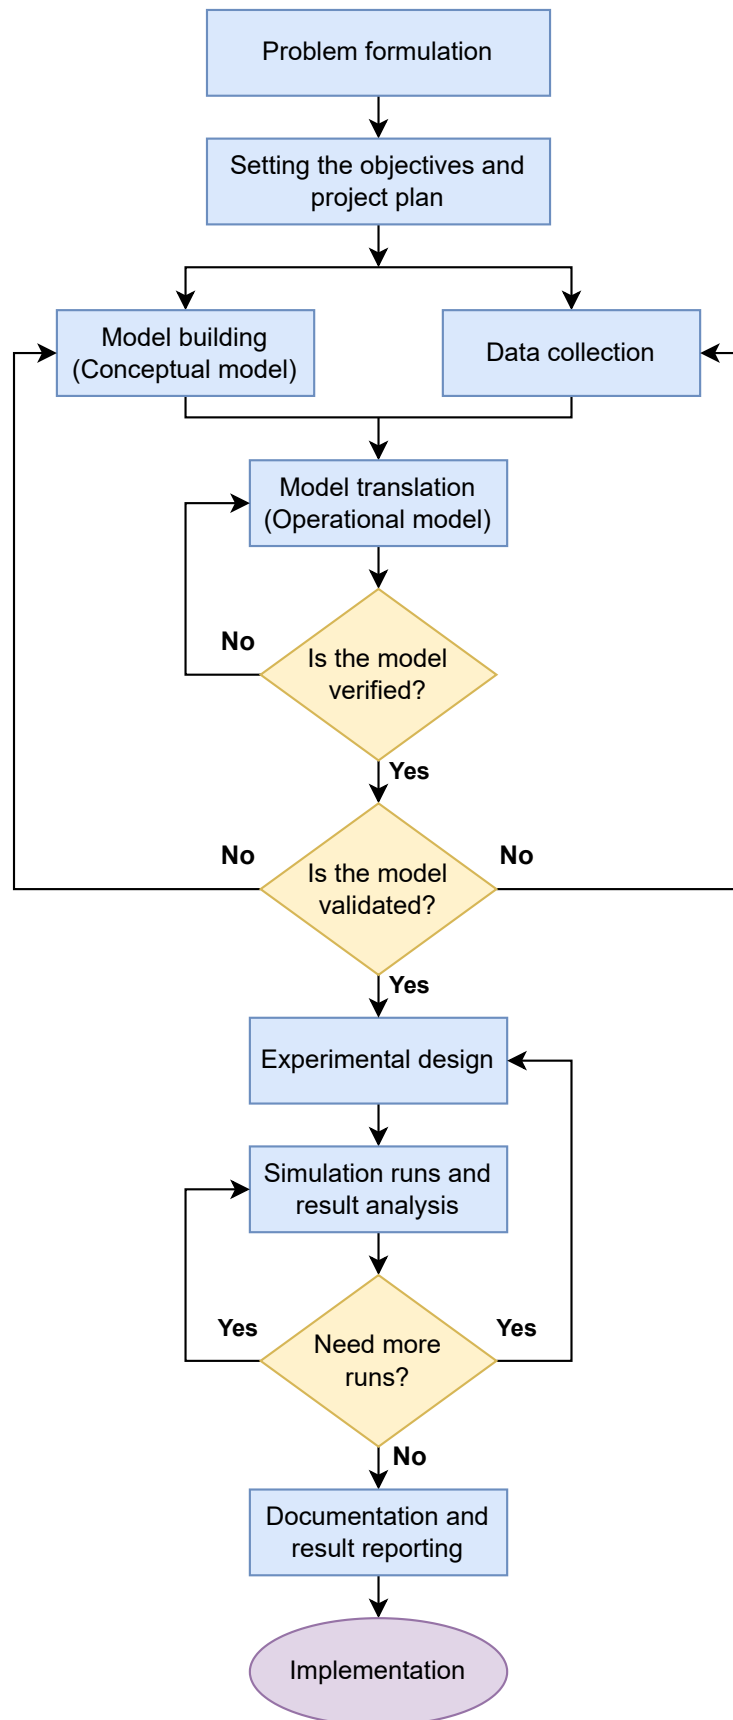 Problem formulation
Setting the objectives and
project plan
Model building
(Conceptual model)
Data collection
Model translation
(Operational model)
No
Is the model
verified?
Yes
No
No
Is the model
validated?
Yes
Experimental design
Simulation runs and
result analysis
Yes
Yes
Need more
runs?
No
Documentation and
result reporting
Implementation